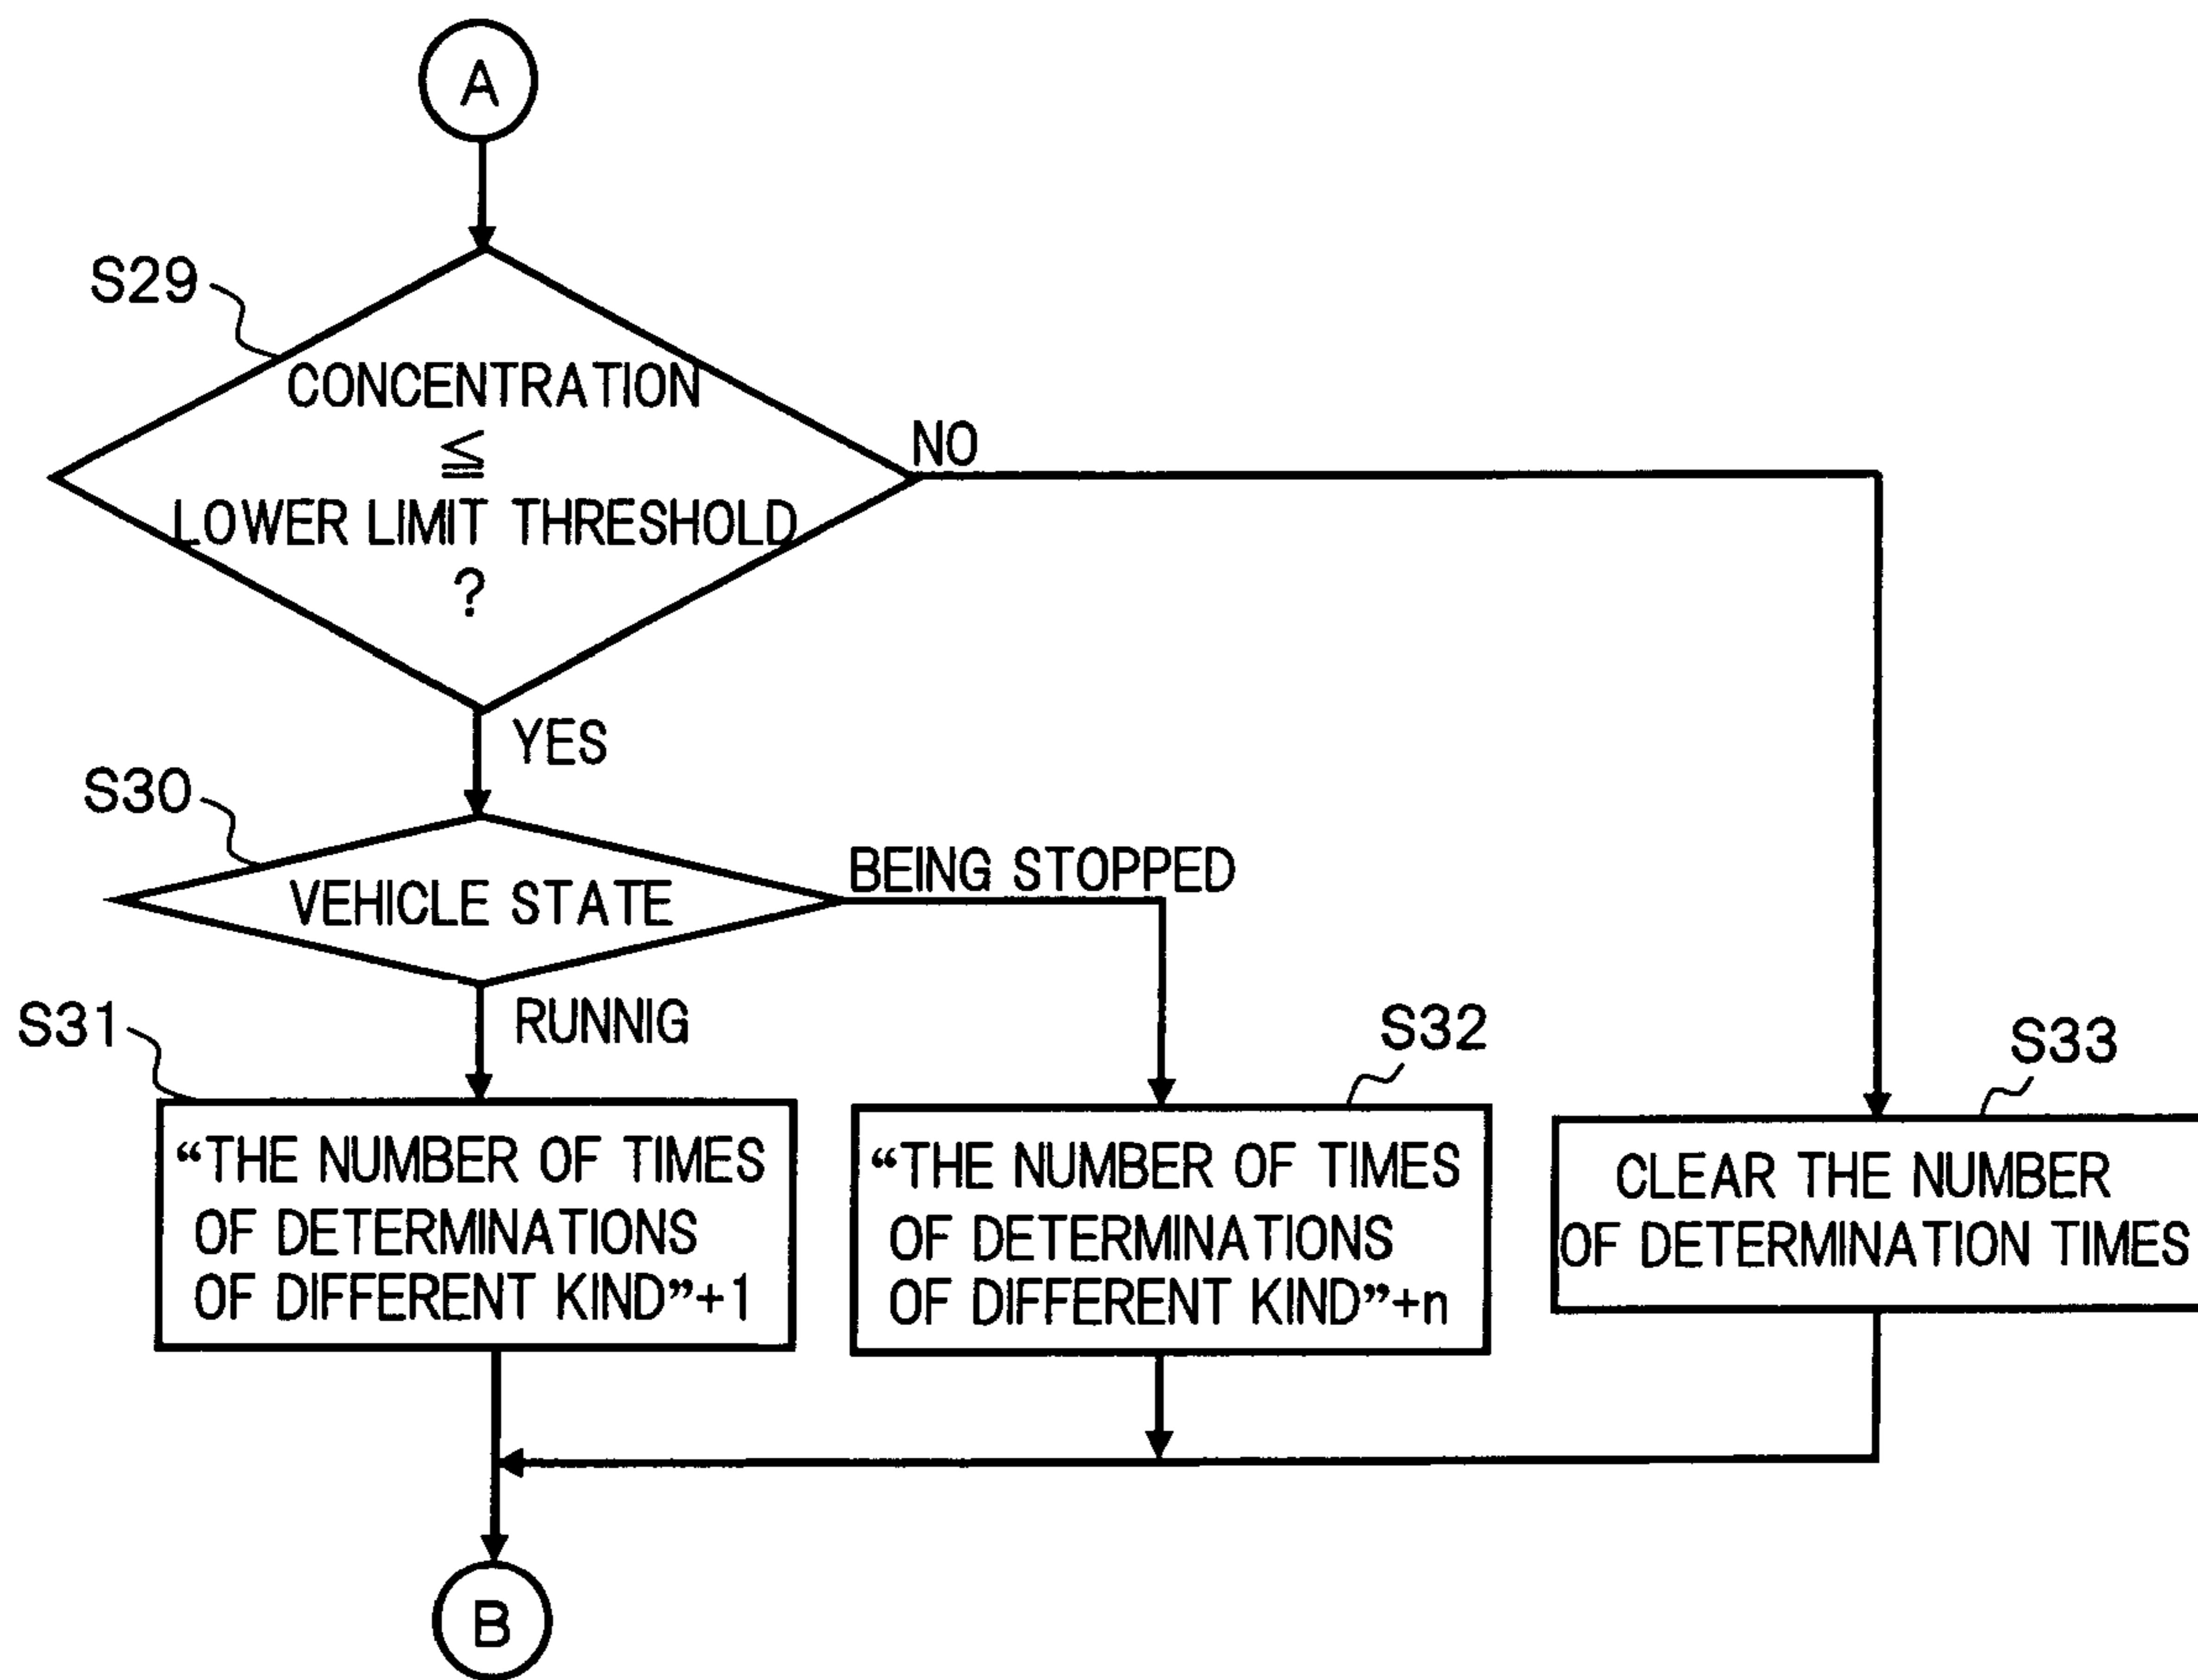 A
S29
CONCENTRATION
≦
LOWER LIMIT THRESHOLD
?
NO
YES
S30
VEHICLE STATE
BEING STOPPED
RUNNIG
S31
“THE NUMBER OF TIMES
OF DETERMINATIONS
OF DIFFERENT KIND”+1
S32
“THE NUMBER OF TIMES
OF DETERMINATIONS
OF DIFFERENT KIND”+n
S33
CLEAR THE NUMBER
OF DETERMINATION TIMES
B